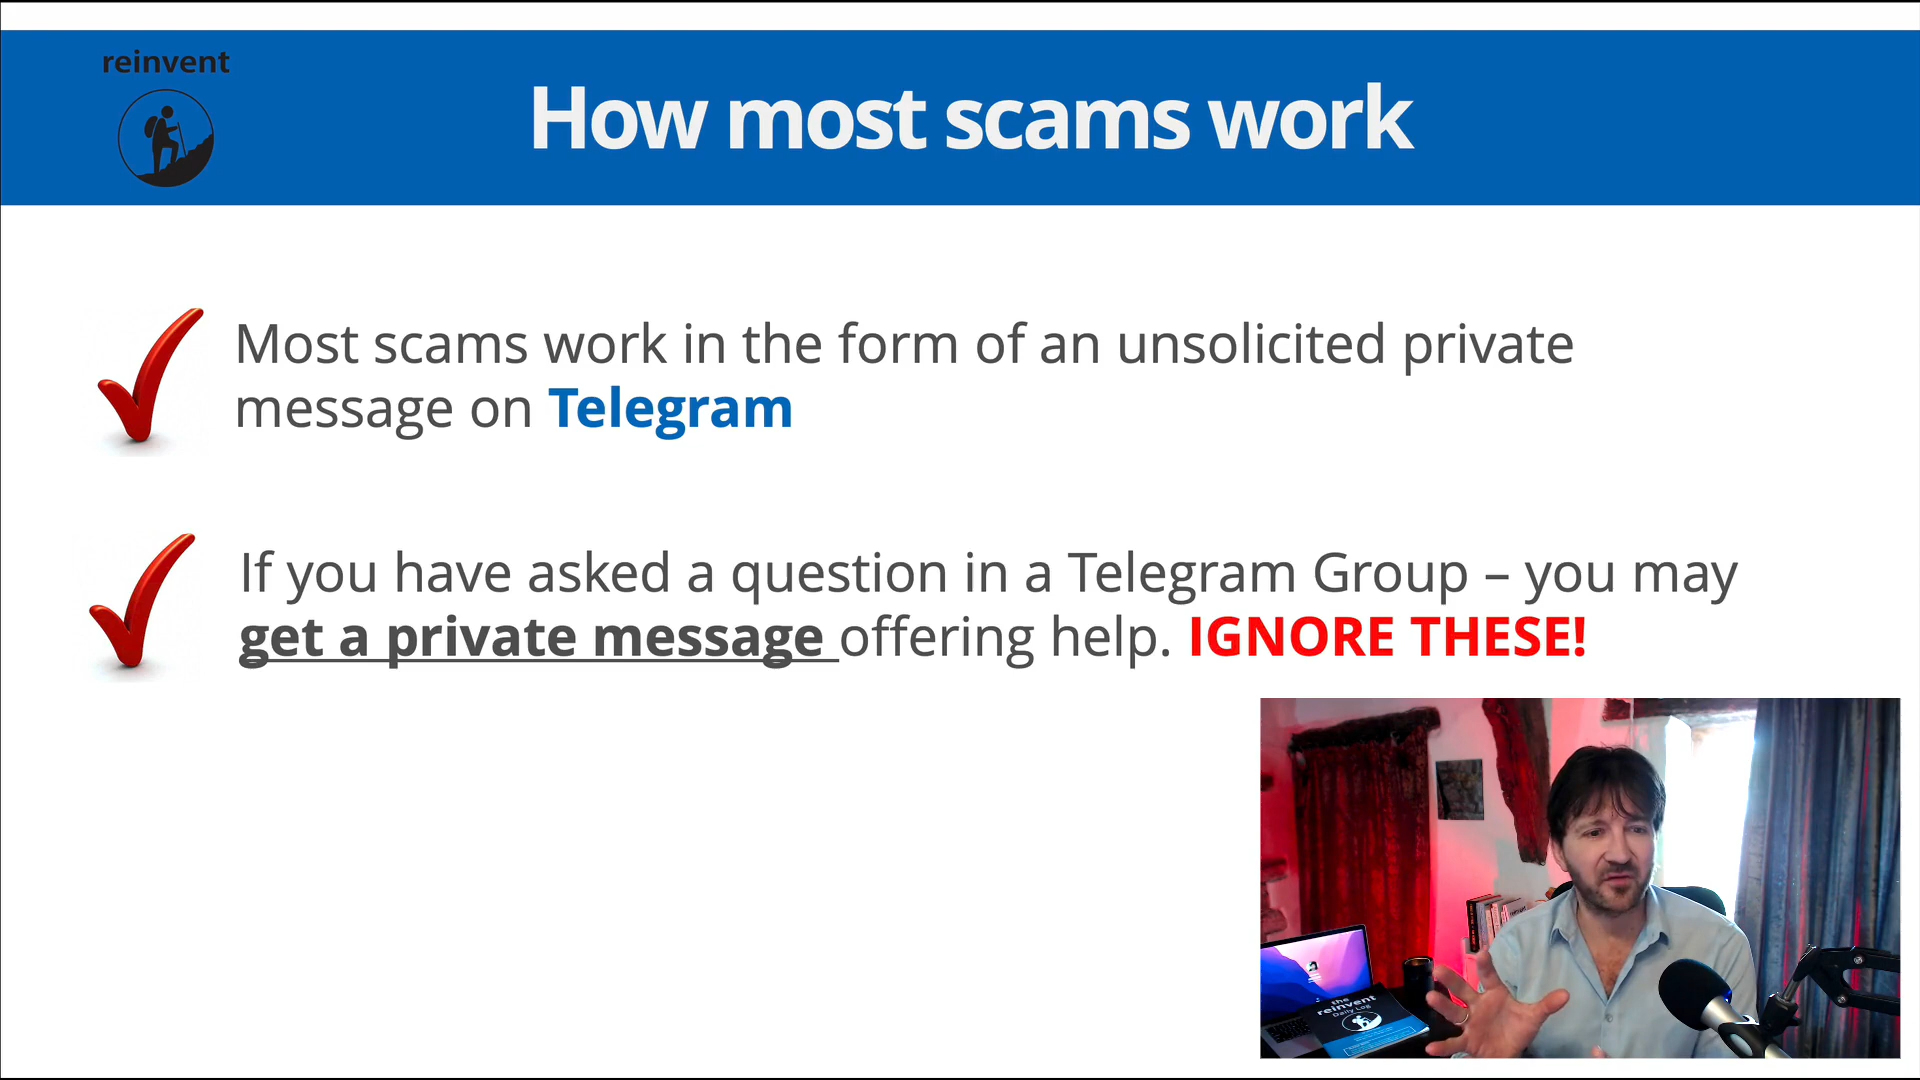 reinvent
How most scams work
Most scams work in the form of an unsolicited private
message on Telegram
If you have asked a question in a Telegram Group – you may
get a private message offering help. IGNORE THESE!
the
reinvent
Daily Log